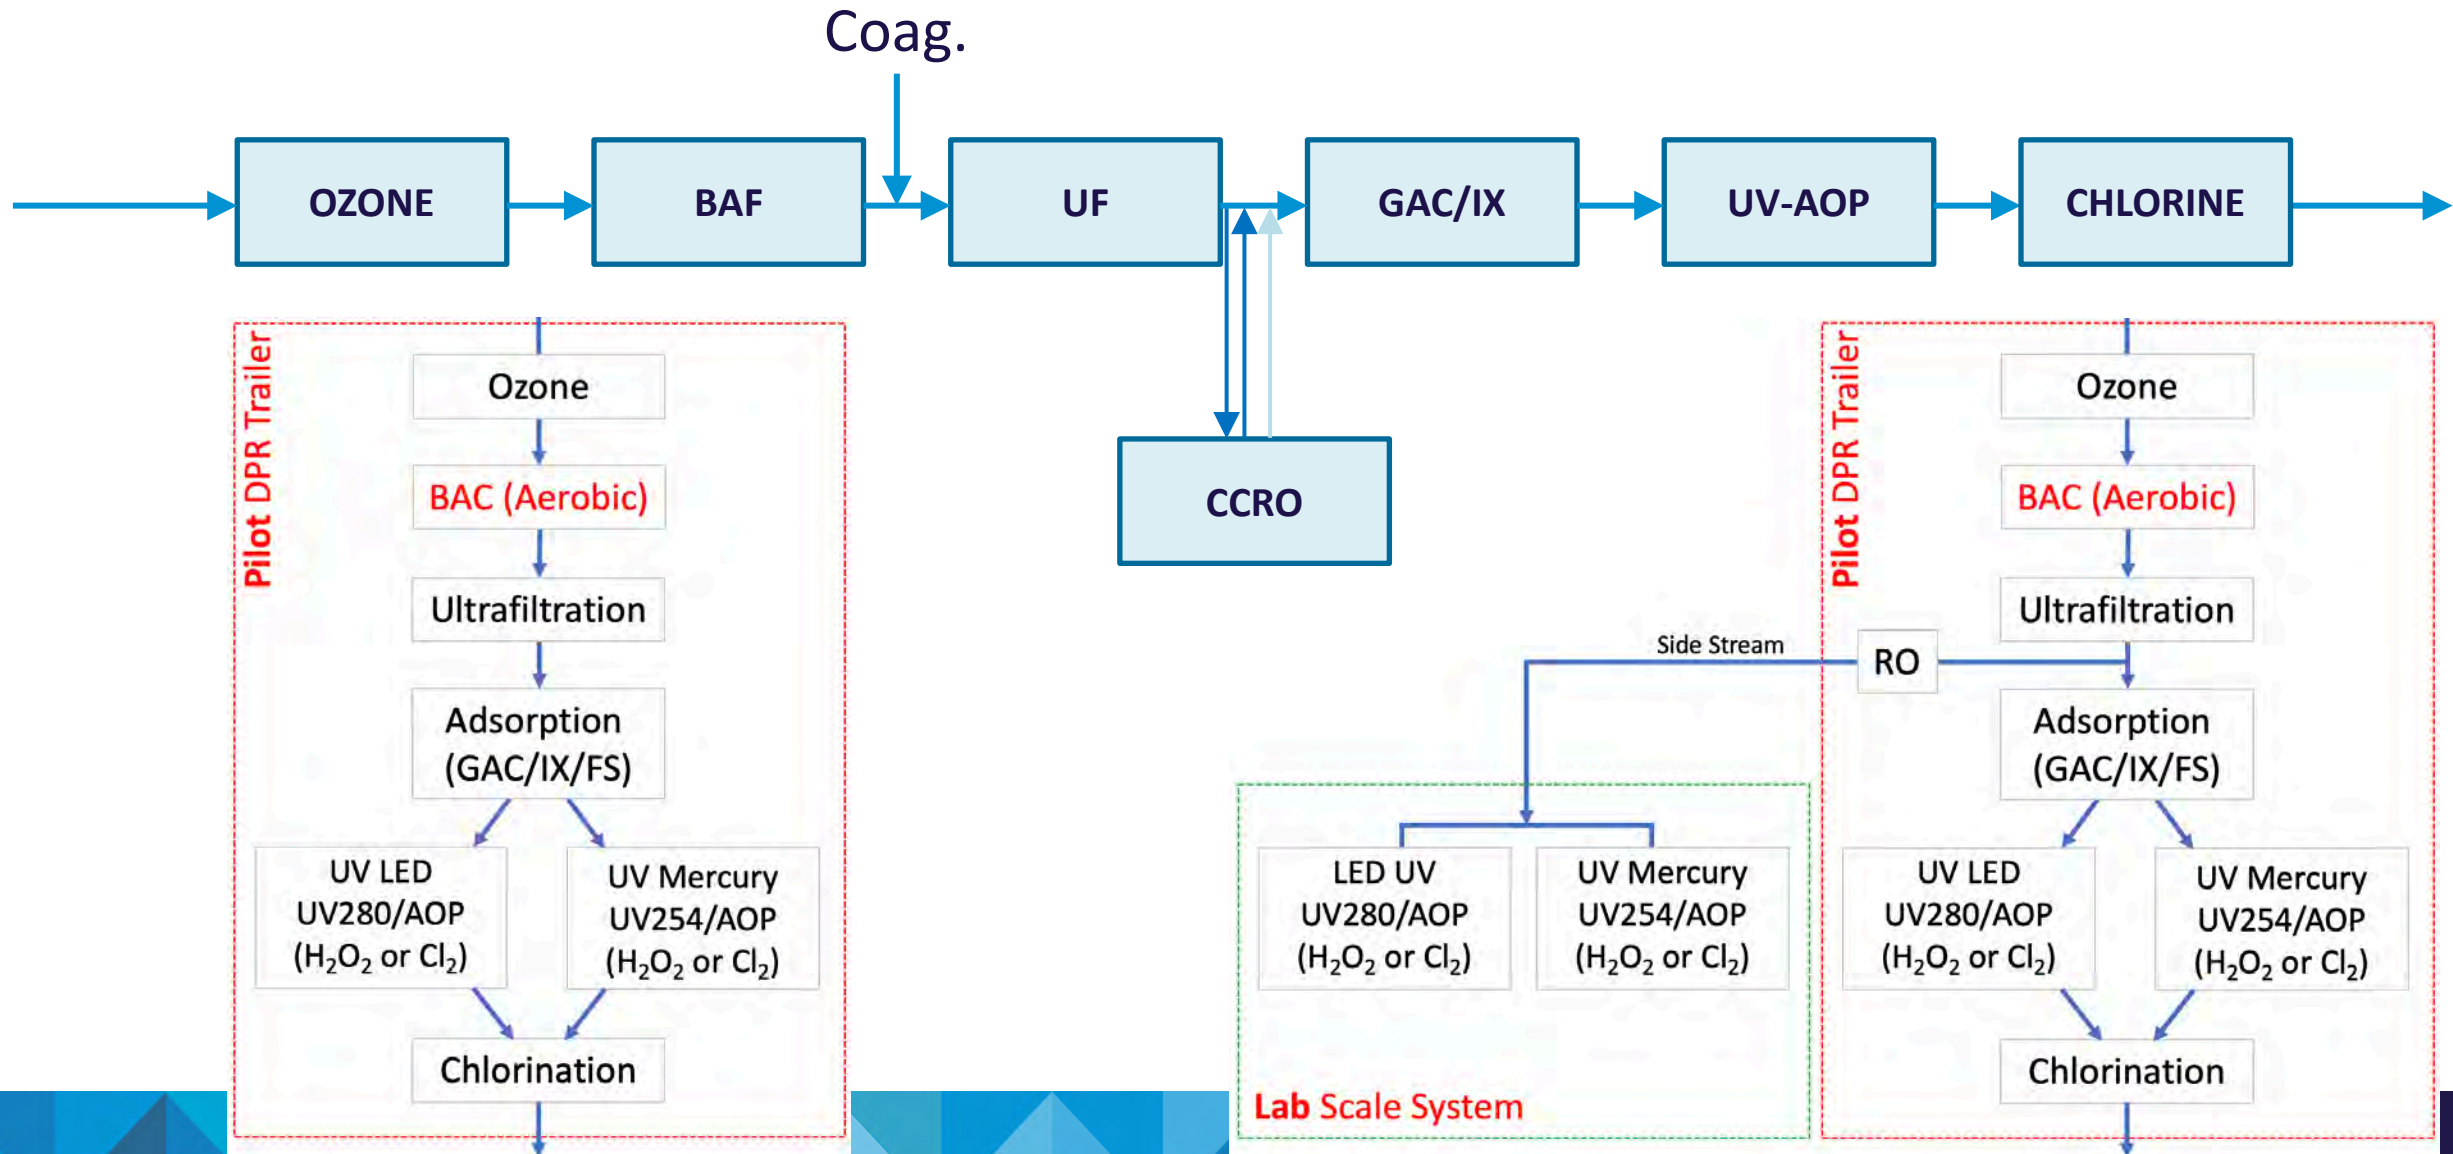 Coag.
OZONE
BAF
UF
GAC/IX
UV-AOP
CHLORINE
CCRO
Pilot DPR Trailer
Ozone
BAC (Aerobic)
Ultrafiltration
Adsorption
(GAC/IX/FS)
UV LED
UV280/AOP
(H₂O₂ or Cl₂)
UV Mercury
UV254/AOP
(H₂O₂ or Cl₂)
Chlorination
Side Stream
RO
LED UV
UV280/AOP
(H₂O₂ or Cl₂)
UV Mercury
UV254/AOP
(H₂O₂ or Cl₂)
Lab Scale System
Pilot DPR Trailer
Ozone
BAC (Aerobic)
Ultrafiltration
Adsorption
(GAC/IX/FS)
UV LED
UV280/AOP
(H₂O₂ or Cl₂)
UV Mercury
UV254/AOP
(H₂O₂ or Cl₂)
Chlorination